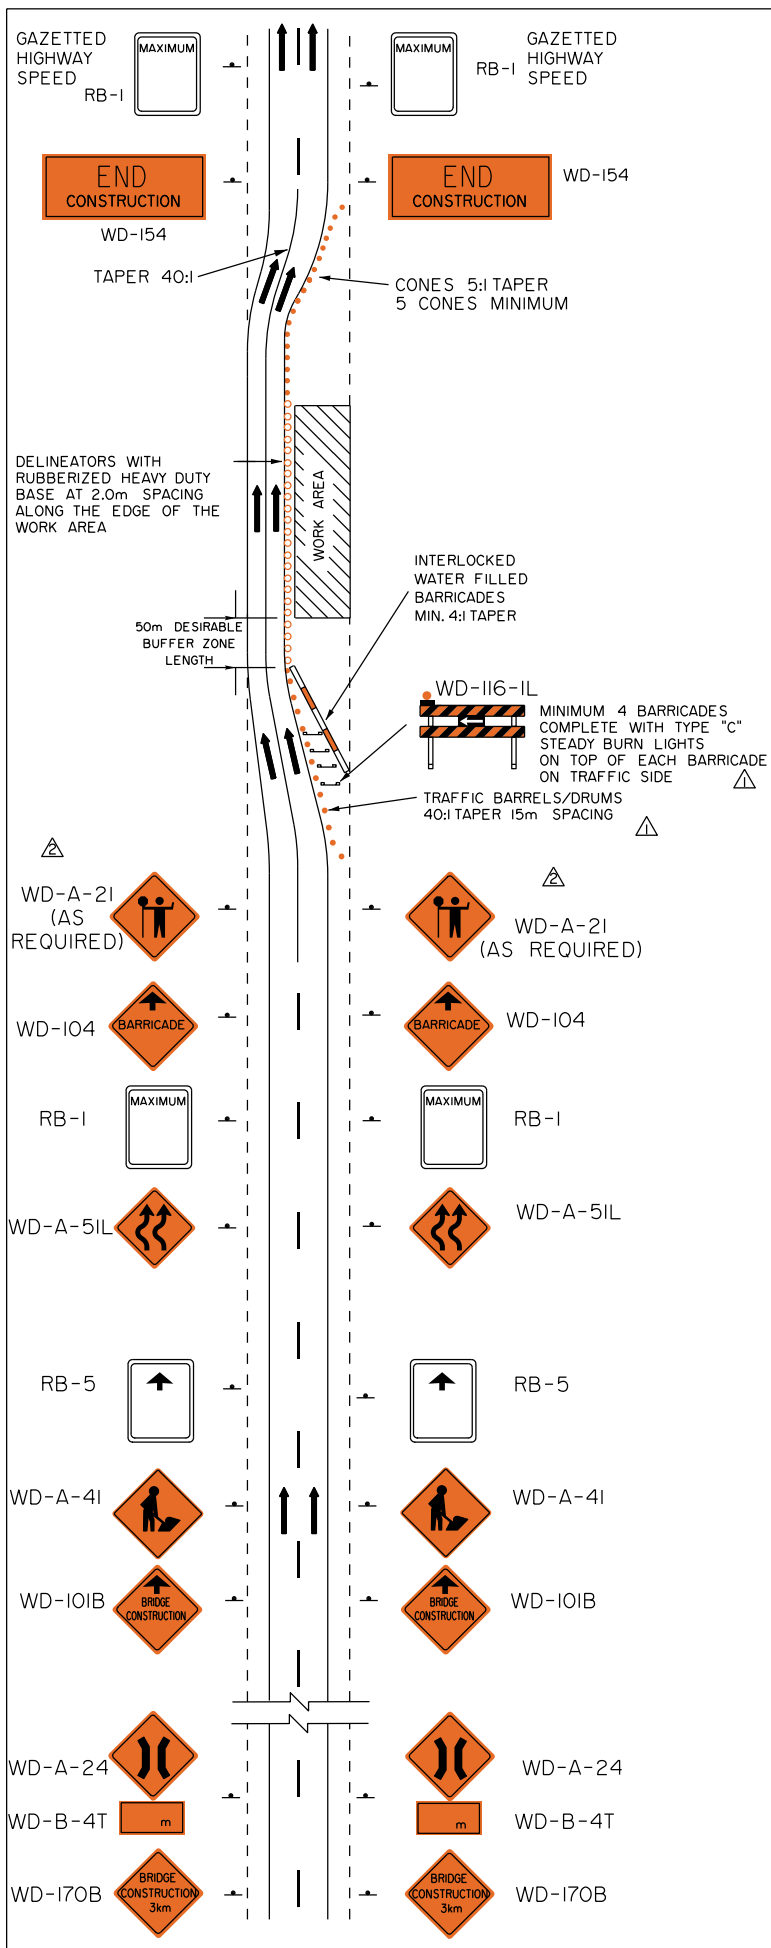 GAZETTED
HIGHWAY
SPEED
RB-1
MAXIMUM
MAXIMUM
RB-1
GAZETTED
HIGHWAY
SPEED
END
CONSTRUCTION
WD-154
END
CONSTRUCTION
WD-154
TAPER 40:1
CONES 5:1 TAPER
5 CONES MINIMUM
DELINEATORS WITH
RUBBERIZED HEAVY DUTY
BASE AT 2.0m SPACING
ALONG THE EDGE OF THE
WORK AREA
WORK AREA
INTERLOCKED
WATER FILLED
BARRICADES
MIN. 4:1 TAPER
50m DESIRABLE
BUFFER ZONE
LENGTH
WD-116-1L
MINIMUM 4 BARRICADES
COMPLETE WITH TYPE "C"
STEADY BURN LIGHTS
ON TOP OF EACH BARRICADE
ON TRAFFIC SIDE
1
TRAFFIC BARRELS/DRUMS
40:1 TAPER 15m SPACING
1
2
WD-A-21
(AS
REQUIRED)
2
WD-A-21
(AS REQUIRED)
WD-104
BARRICADE
BARRICADE
WD-104
RB-1
MAXIMUM
MAXIMUM
RB-1
WD-A-51L
WD-A-51L
RB-5
RB-5
WD-A-41
WD-A-41
WD-101B
BRIDGE
CONSTRUCTION
BRIDGE
CONSTRUCTION
WD-101B
WD-A-24
WD-A-24
WD-B-4T
m
m
WD-B-4T
WD-170B
BRIDGE
CONSTRUCTION
3km
BRIDGE
CONSTRUCTION
3km
WD-170B